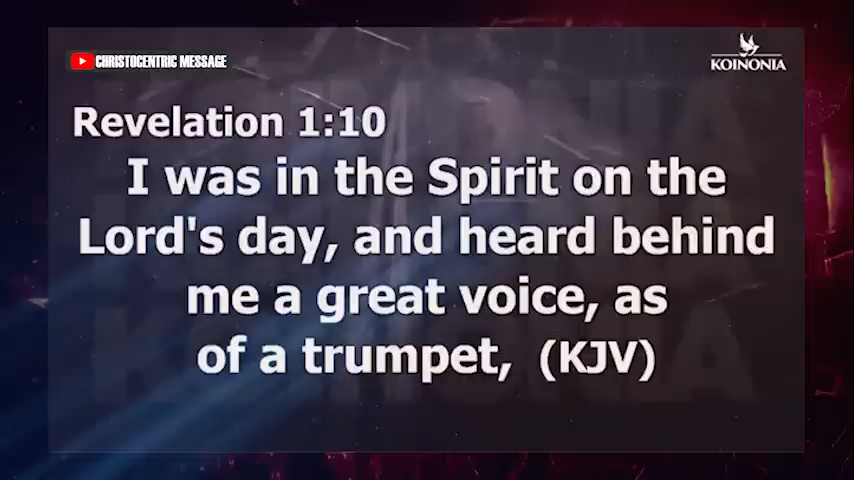 CHRISTOCENTRIC MESSAGE
KOINONIA
Revelation 1:10
I was in the Spirit on the
Lord's day, and heard behind
me a great voice, as
of a trumpet, (KJV)